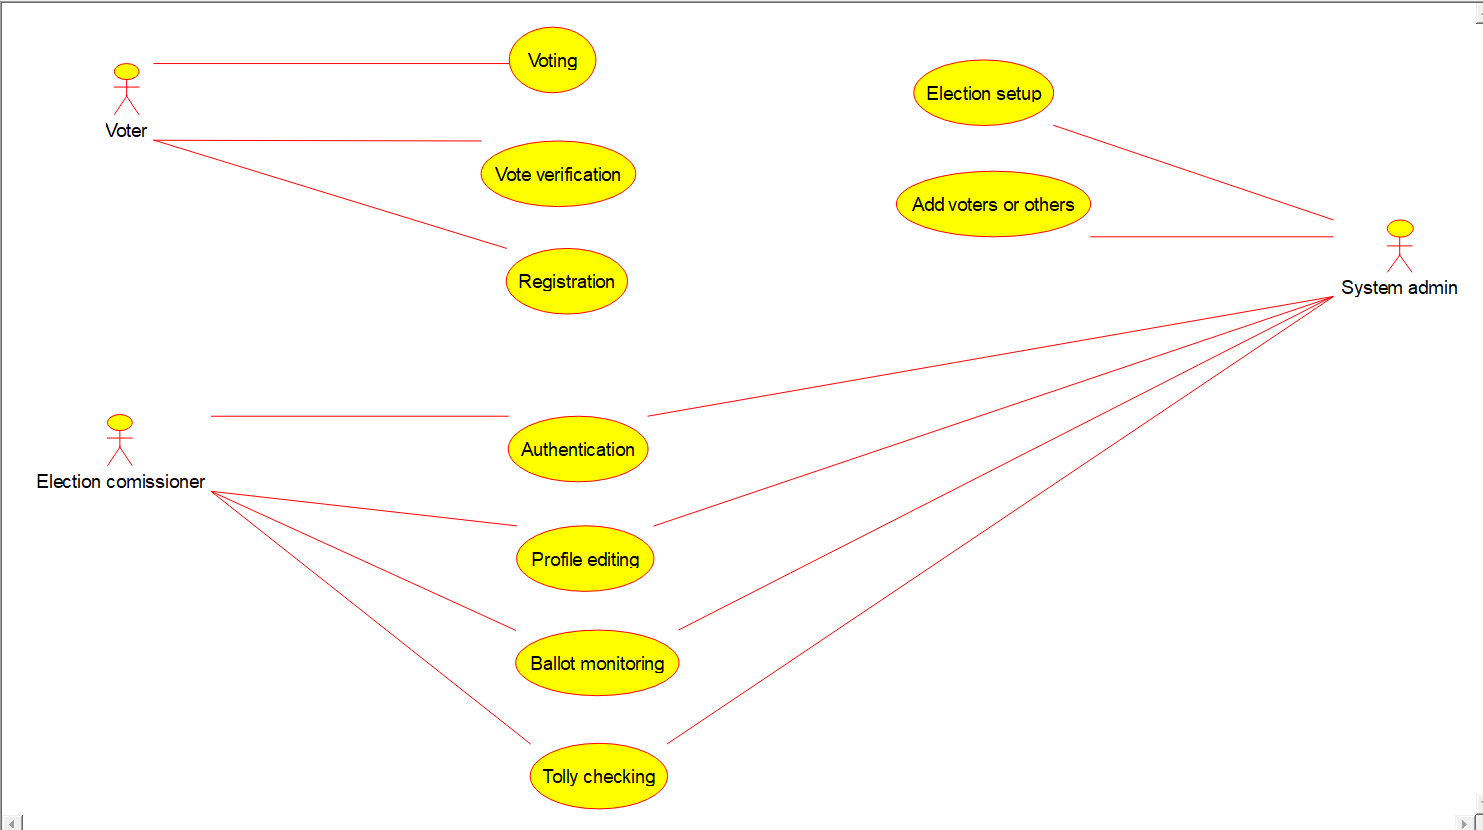 Voting
Election setup
Voter
Vote verification
Add voters or others
Registration
System admin
Authentication
Election comissioner
Profile editing
Ballot monitoring
Tolly checking